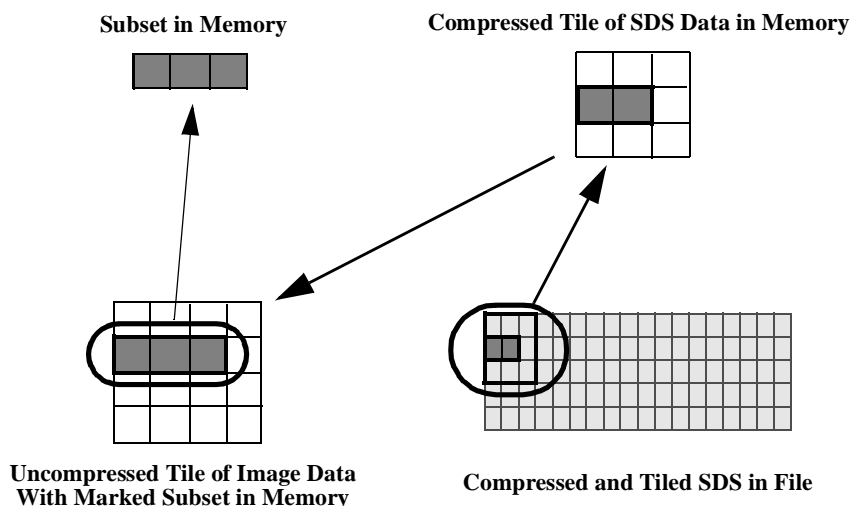 Subset in Memory
Compressed Tile of SDS Data in Memory
Uncompressed Tile of Image Data
With Marked Subset in Memory
Compressed and Tiled SDS in File